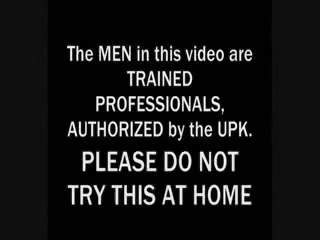 The MEN in this video are
TRAINED
PROFESSIONALS,
AUTHORIZED by the UPK.
PLEASE DO NOT
TRY THIS AT HOME